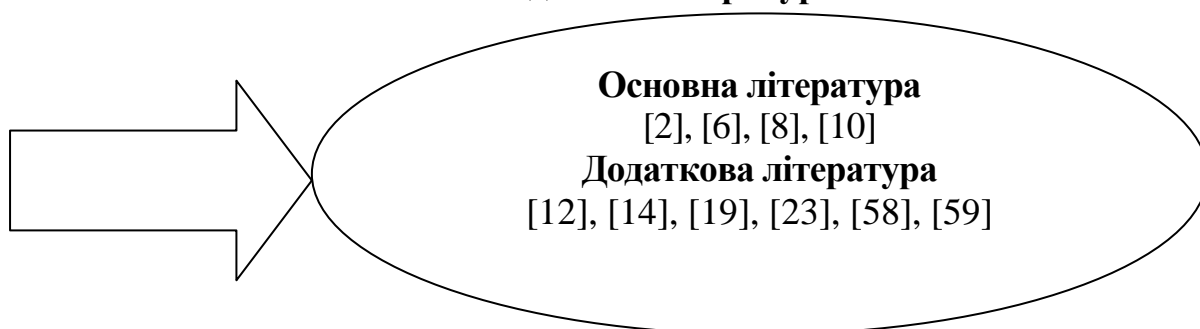 Основна література
[2], [6], [8], [10]
Додаткова література
[12], [14], [19], [23], [58], [59]